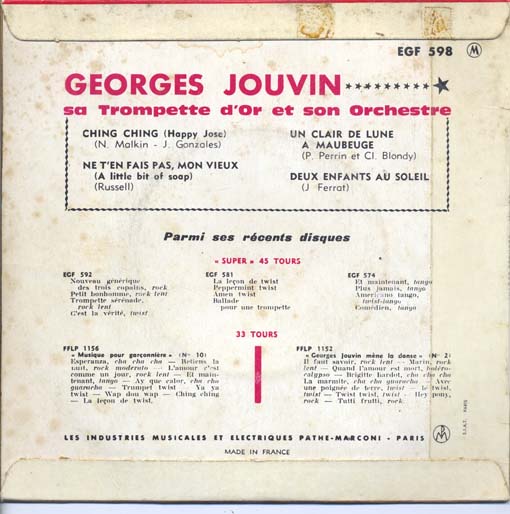 EGF 598 M
GEORGES JOUVIN
sa Trompette d'Or et son Orchestre
CHING CHING (Happy Jose)
(N. Malkin - J. Gonzales)
NE T'EN FAIS PAS, MON VIEUX
(A little bit of soap)
(Russell)
UN CLAIR DE LUNE
A MAUBEUGE
(P. Perrin et Cl. Blondy)
DEUX ENFANTS AU SOLEIL
(J Ferrat)
Parmi ses récents disques
« SUPER » 45 TOURS
EGF 592
Nouveau générique
des trois copains, rock
Petit bonhomme, rock lent
Trompette sérénade,
rock lent
C'est la vérité, twist
EGF 581
La leçon de twist
Peppermint twist
Amen twist
Ballade
pour une trompette
EGF 574
Et maintenant, tango
Plus jamais, tango
Americano tango,
twist-tango
Comédien, tango
33 TOURS
FFLP 1156
« Musique pour garçonnière » (N° 10)
Esperanza, cha cha cha — Retiens la
nuit, rock moderato — L'amour c'est
comme un jour, rock lent — Et main-
tenant, tango — Ay que calor, cha cha
guaracha — Trumpet twist — Ya ya
twist — Wap dou wap — Ching ching
— La leçon de twist.
FFLP 1152
« Georges Jouvin mène la danse » (N° 2)
Il faut savoir, rock lent — Marin, rock
lent — Quand l'amour est mort, boléro-
calypso — Brigitte Bardot, cha cha cha
La marmite, cha cha guaracha — Avec
une poignée de terre, twist — le twist,
twist — Twist twist, twist — Hey pony,
rock — Tutti frutti, rock.
LES INDUSTRIES MUSICALES ET ELECTRIQUES PATHE-MARCONI - PARIS
MADE IN FRANCE
S.I.A.T. PARIS